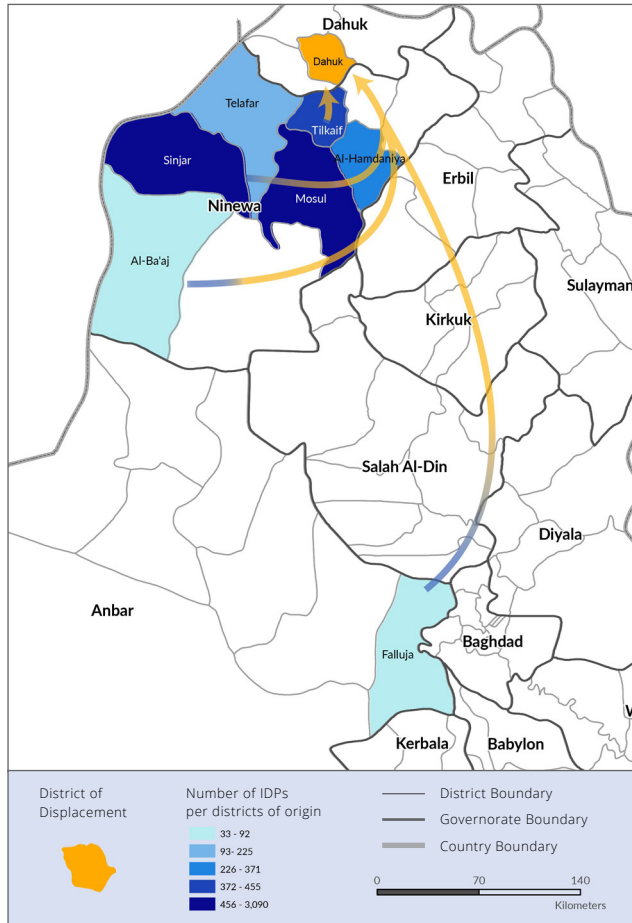 Dahuk
Dahuk
Telafar
Tilkaif
Al-Hamdaniya
Sinjar
Erbil
Mosul
Ninewa
Al-Ba'aj
Sulayman
Kirkuk
Salah Al-Din
Diyala
Anbar
Baghdad
Falluja
W
Kerbala
Babylon
District of
Displacement
Number of IDPs
per districts of origin
33 - 92
93- 225
226 - 371
372 - 455
456 - 3,090
District Boundary
Governorate Boundary
Country Boundary
0 70 140
Kilometers